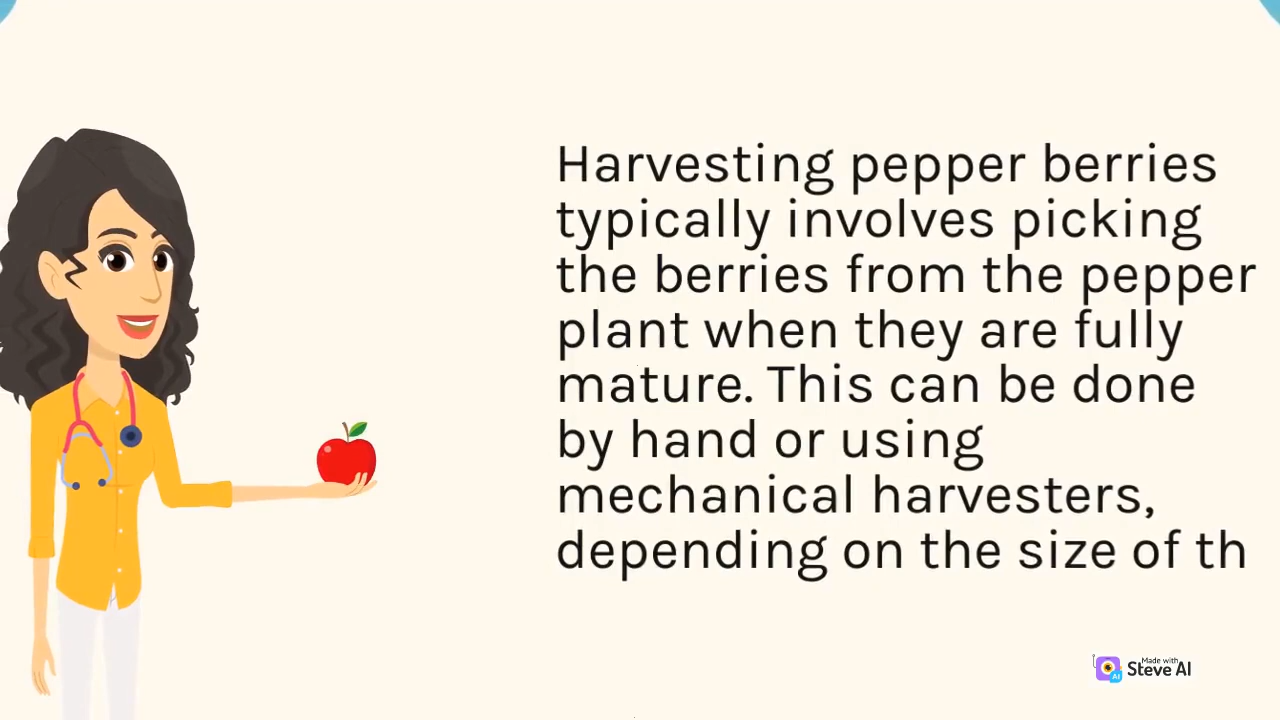 Harvesting pepper berries
typically involves picking
the berries from the pepper
plant when they are fully
mature. This can be done
by hand or using
mechanical harvesters,
depending on the size of th
Made with
Steve AI
AI